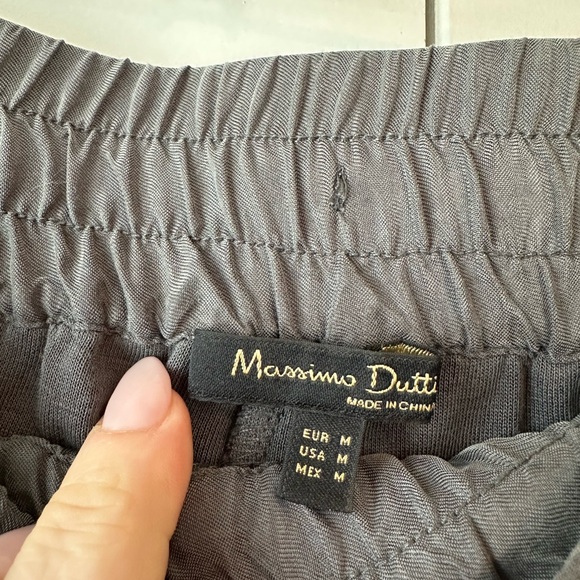 Massimo Dutti
MADE IN CHINA
EUR M
USA M
MEX M